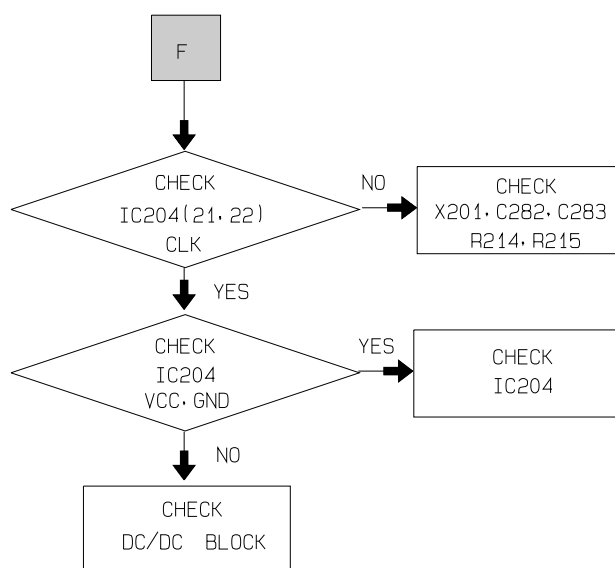 F
CHECK
IC204(21,22)
CLK
NO
CHECK
X201,C282,C283
R214,R215
YES
CHECK
IC204
VCC,GND
YES
CHECK
IC204
NO
CHECK
DC/DC BLOCK